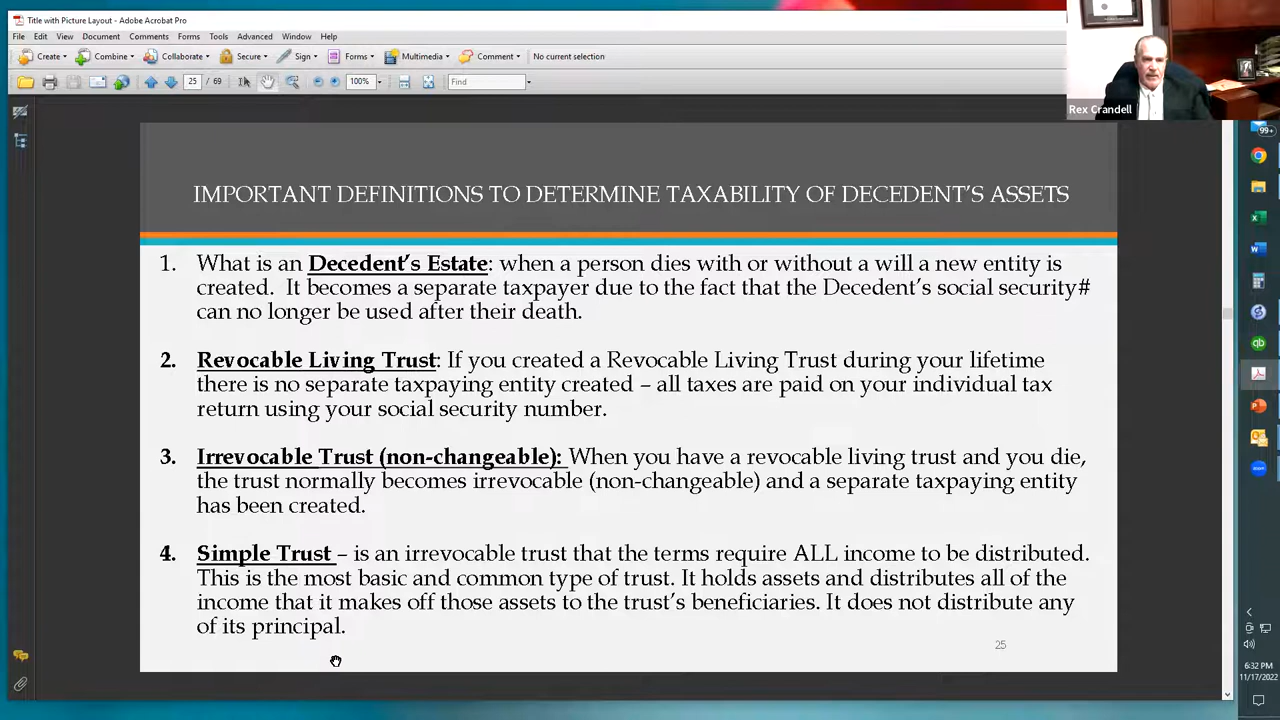 Title with Picture Layout - Adobe Acrobat Pro
File Edit View Document Comments Forms Tools Advanced Window Help
Create Combine Collaborate Secure Sign Forms Multimedia Comment No current selection
25 / 69 100% Find
Rex Crandell
99+
IMPORTANT DEFINITIONS TO DETERMINE TAXABILITY OF DECEDENT'S ASSETS
1. What is an Decedent's Estate: when a person dies with or without a will a new entity is
created. It becomes a separate taxpayer due to the fact that the Decedent's social security#
can no longer be used after their death.
2. Revocable Living Trust: If you created a Revocable Living Trust during your lifetime
there is no separate taxpaying entity created – all taxes are paid on your individual tax
return using your social security number.
3. Irrevocable Trust (non-changeable): When you have a revocable living trust and you die,
the trust normally becomes irrevocable (non-changeable) and a separate taxpaying entity
has been created.
4. Simple Trust – is an irrevocable trust that the terms require ALL income to be distributed.
This is the most basic and common type of trust. It holds assets and distributes all of the
income that it makes off those assets to the trust's beneficiaries. It does not distribute any
of its principal.
25
qb
zoom
6:32 PM
11/17/2022